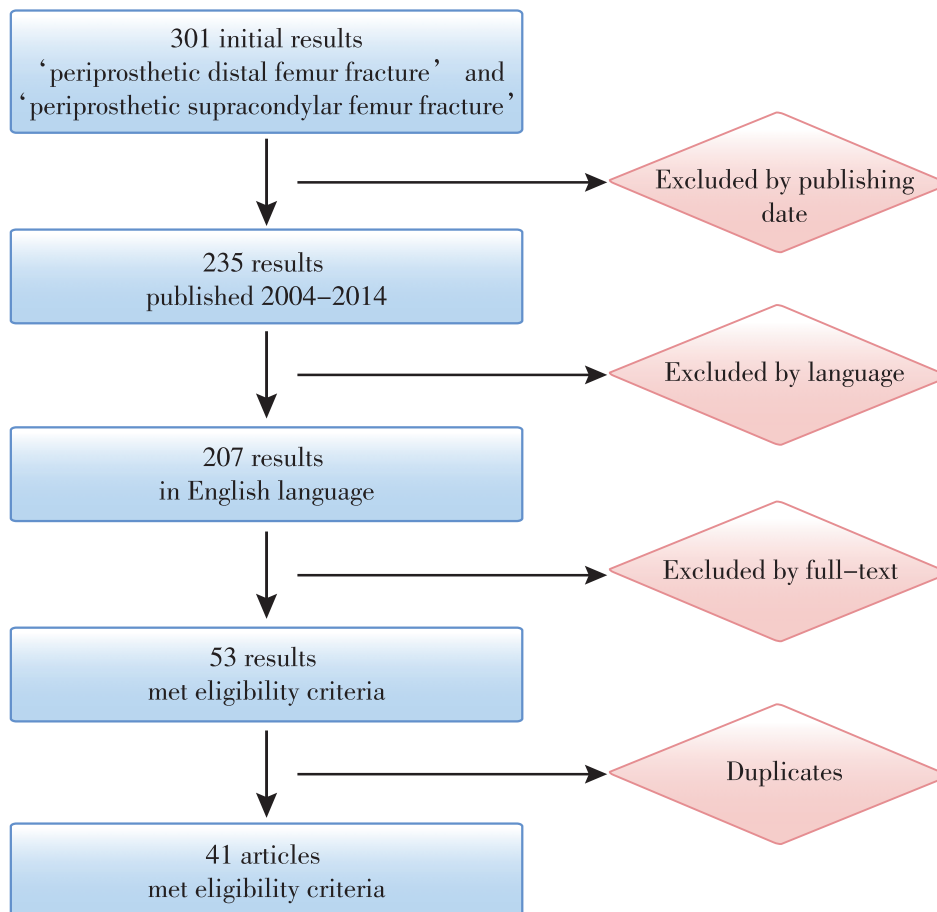 301 initial results
‘periprosthetic distal femur fracture’ and
‘periprosthetic supracondylar femur fracture’
Excluded by publishing
date
235 results
published 2004–2014
Excluded by language
207 results
in English language
Excluded by full–text
53 results
met eligibility criteria
Duplicates
41 articles
met eligibility criteria